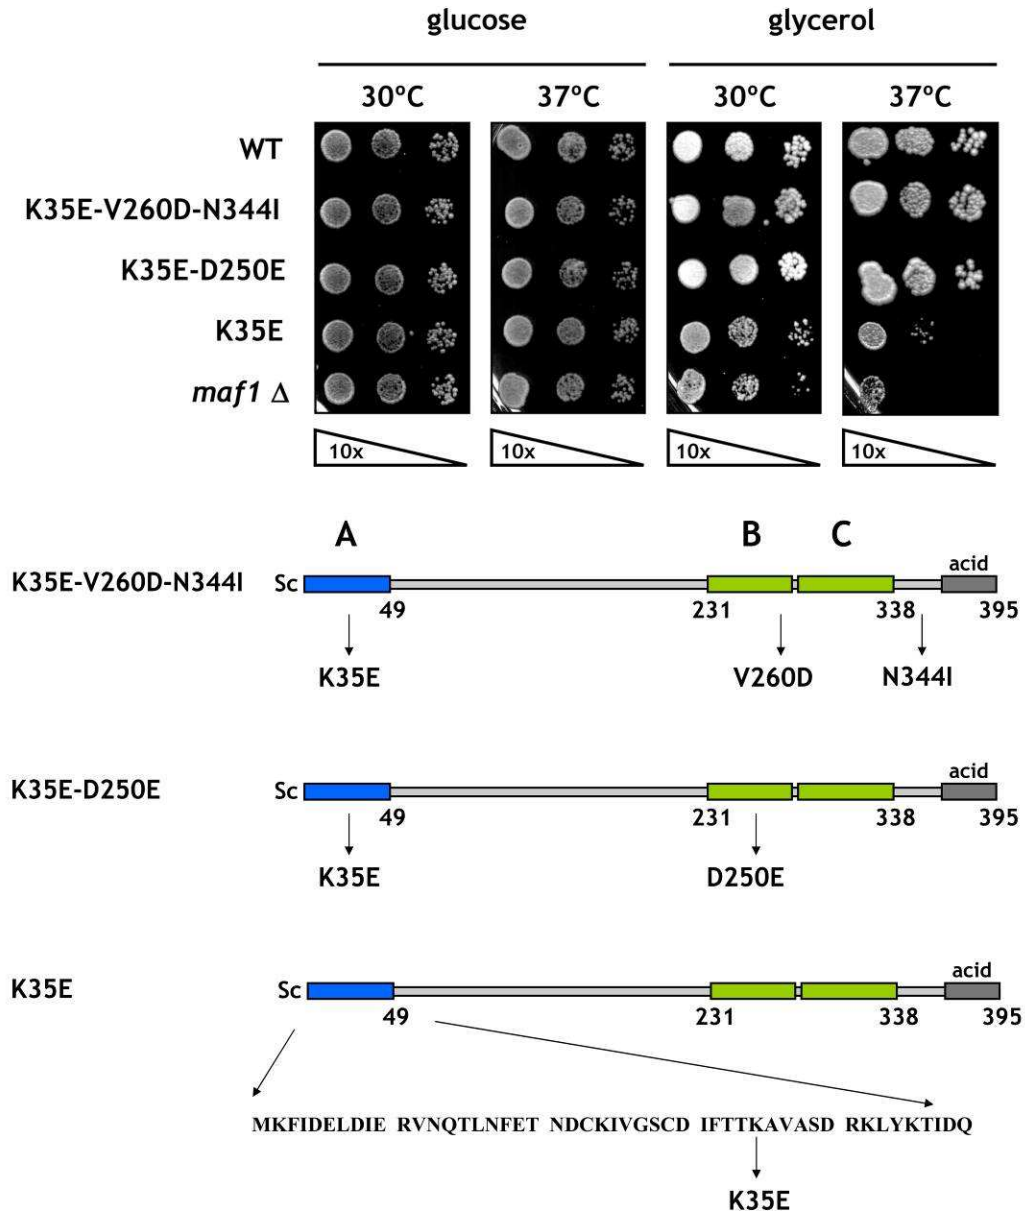 glucose glycerol
30ºC 37ºC 30ºC 37ºC
WT
K35E-V260D-N344I
K35E-D250E
K35E
maf1 Δ
10x 10x 10x 10x
A B C
K35E-V260D-N344I Sc acid
49 231 338 395
K35E V260D N344I
K35E-D250E Sc acid
49 231 338 395
K35E D250E
K35E Sc acid
49 231 338 395
MKFIDELDIE RVNQTLNFET NDCKIVGSCD IFTTKAVASD RKLYKTIDQ
K35E